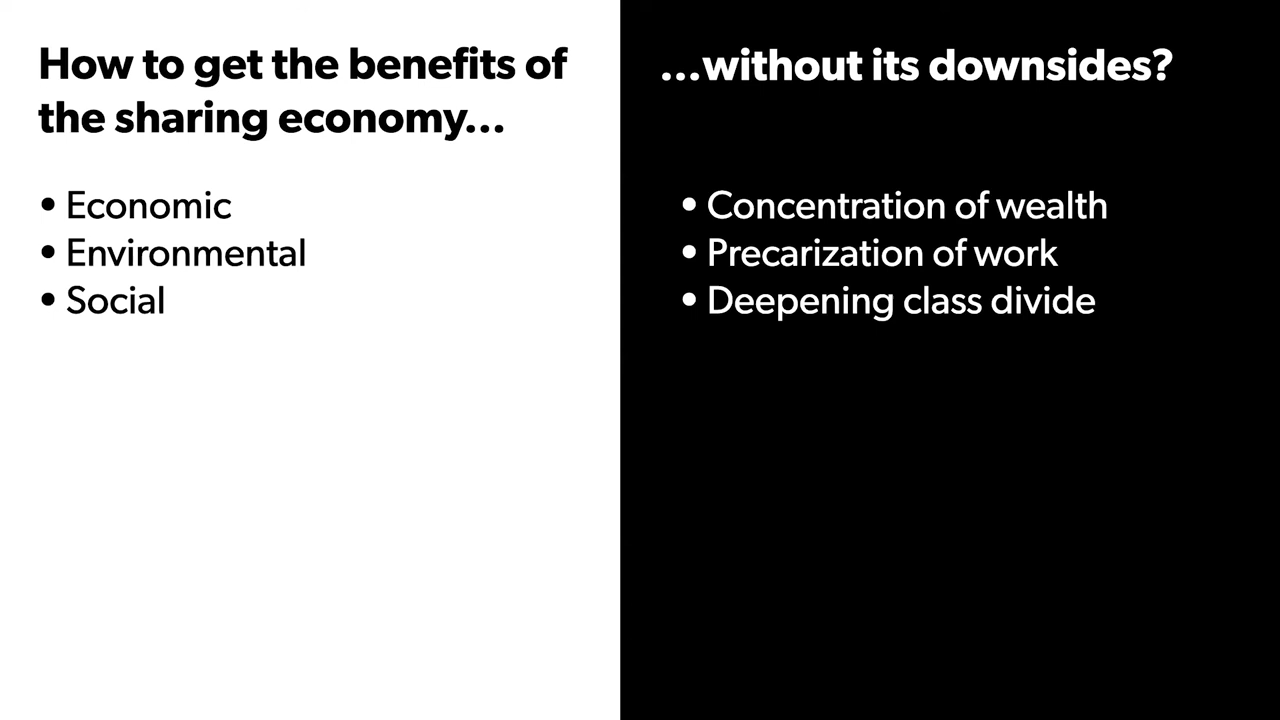 How to get the benefits of
the sharing economy...
• Economic
• Environmental
• Social
...without its downsides?
• Concentration of wealth
• Precarization of work
• Deepening class divide